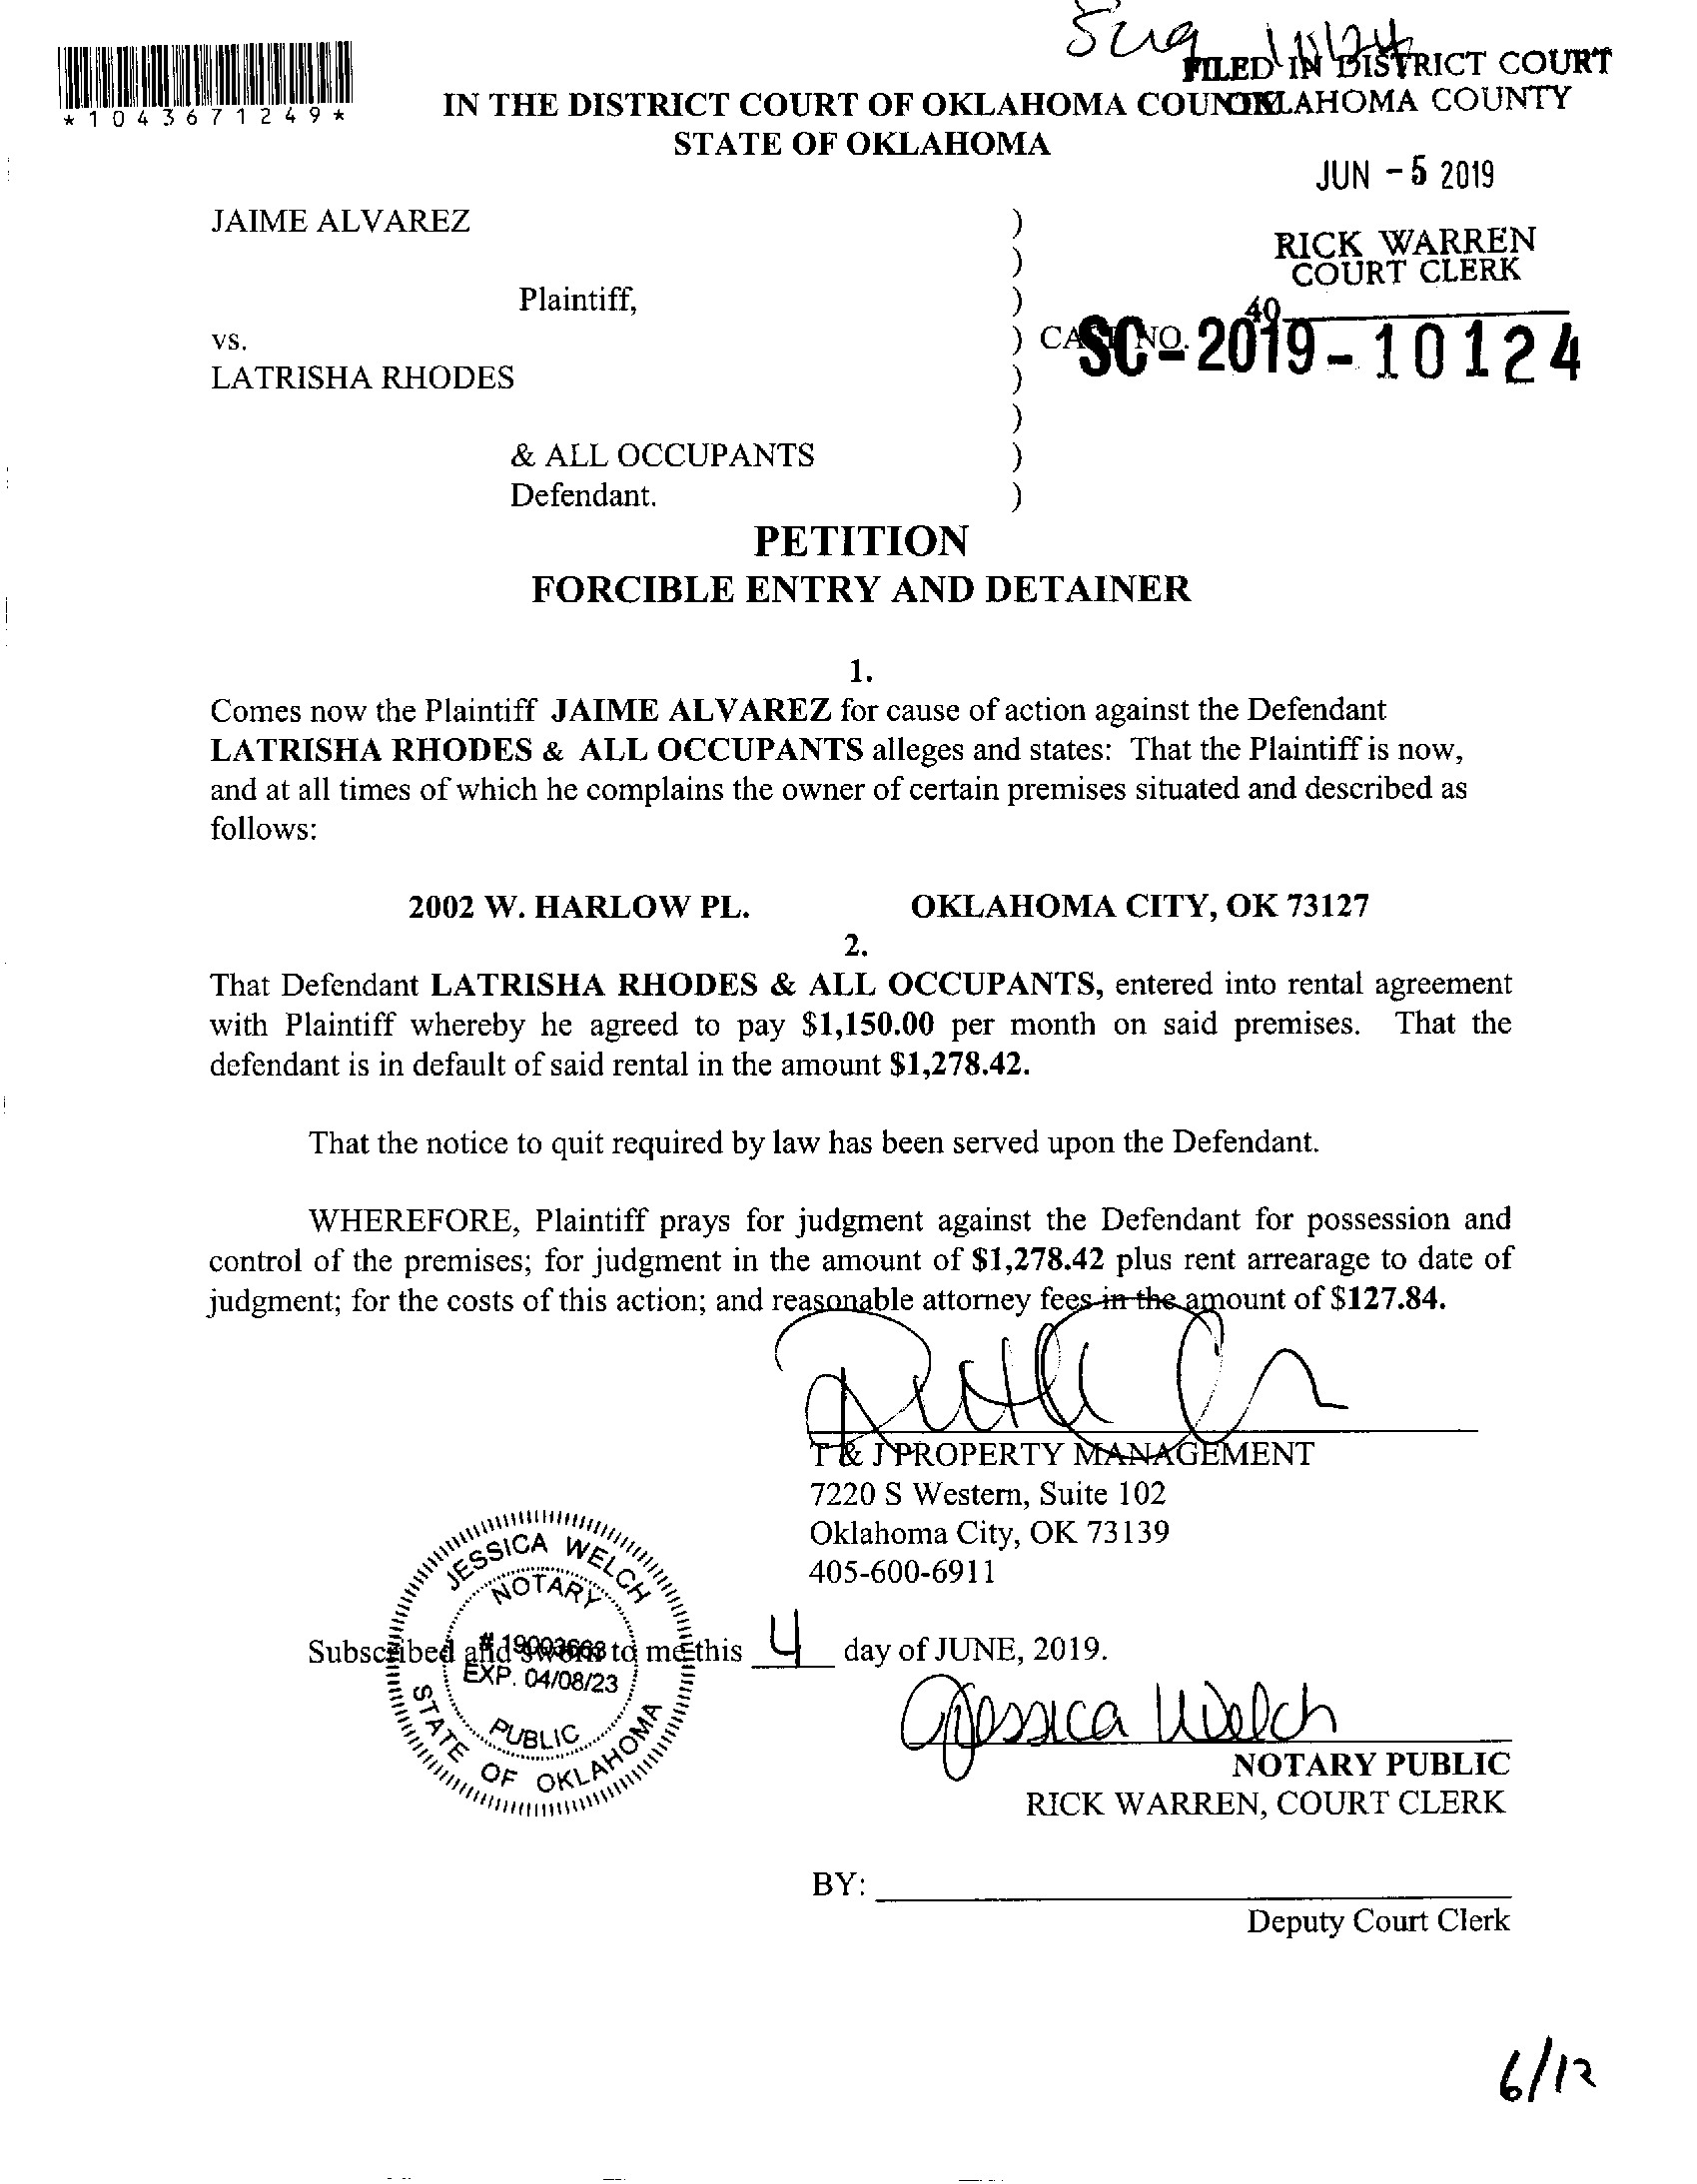 *1043671249*
FILED IN DISTRICT COURT
OKLAHOMA COUNTY
IN THE DISTRICT COURT OF OKLAHOMA
STATE OF OKLAHOMA
JUN -5 2019
RICK WARREN
COURT CLERK
40
JAIME ALVAREZ )
)
Plaintiff, )
vs. ) NO.
SC-2019-10124
LATRISHA RHODES )
)
& ALL OCCUPANTS )
Defendant. )
PETITION
FORCIBLE ENTRY AND DETAINER
1.
Comes now the Plaintiff JAIME ALVAREZ for cause of action against the Defendant
LATRISHA RHODES & ALL OCCUPANTS alleges and states: That the Plaintiff is now,
and at all times of which he complains the owner of certain premises situated and described as
follows:
2002 W. HARLOW PL. OKLAHOMA CITY, OK 73127
2.
That Defendant LATRISHA RHODES & ALL OCCUPANTS, entered into rental agreement
with Plaintiff whereby he agreed to pay $1,150.00 per month on said premises. That the
defendant is in default of said rental in the amount $1,278.42.
That the notice to quit required by law has been served upon the Defendant.
WHEREFORE, Plaintiff prays for judgment against the Defendant for possession and
control of the premises; for judgment in the amount of $1,278.42 plus rent arrearage to date of
judgment; for the costs of this action; and reasonable attorney fees in the amount of $127.84.
T & J PROPERTY MANAGEMENT
7220 S Western, Suite 102
Oklahoma City, OK 73139
405-600-6911
JESSICA WELCH
NOTARY
# 19003663
EXP. 04/08/23
PUBLIC
STATE OF OKLAHOMA
Subscribed and sworn to me this 4 day of JUNE, 2019.
Jessica Welch
NOTARY PUBLIC
RICK WARREN, COURT CLERK
BY:
Deputy Court Clerk
6/12